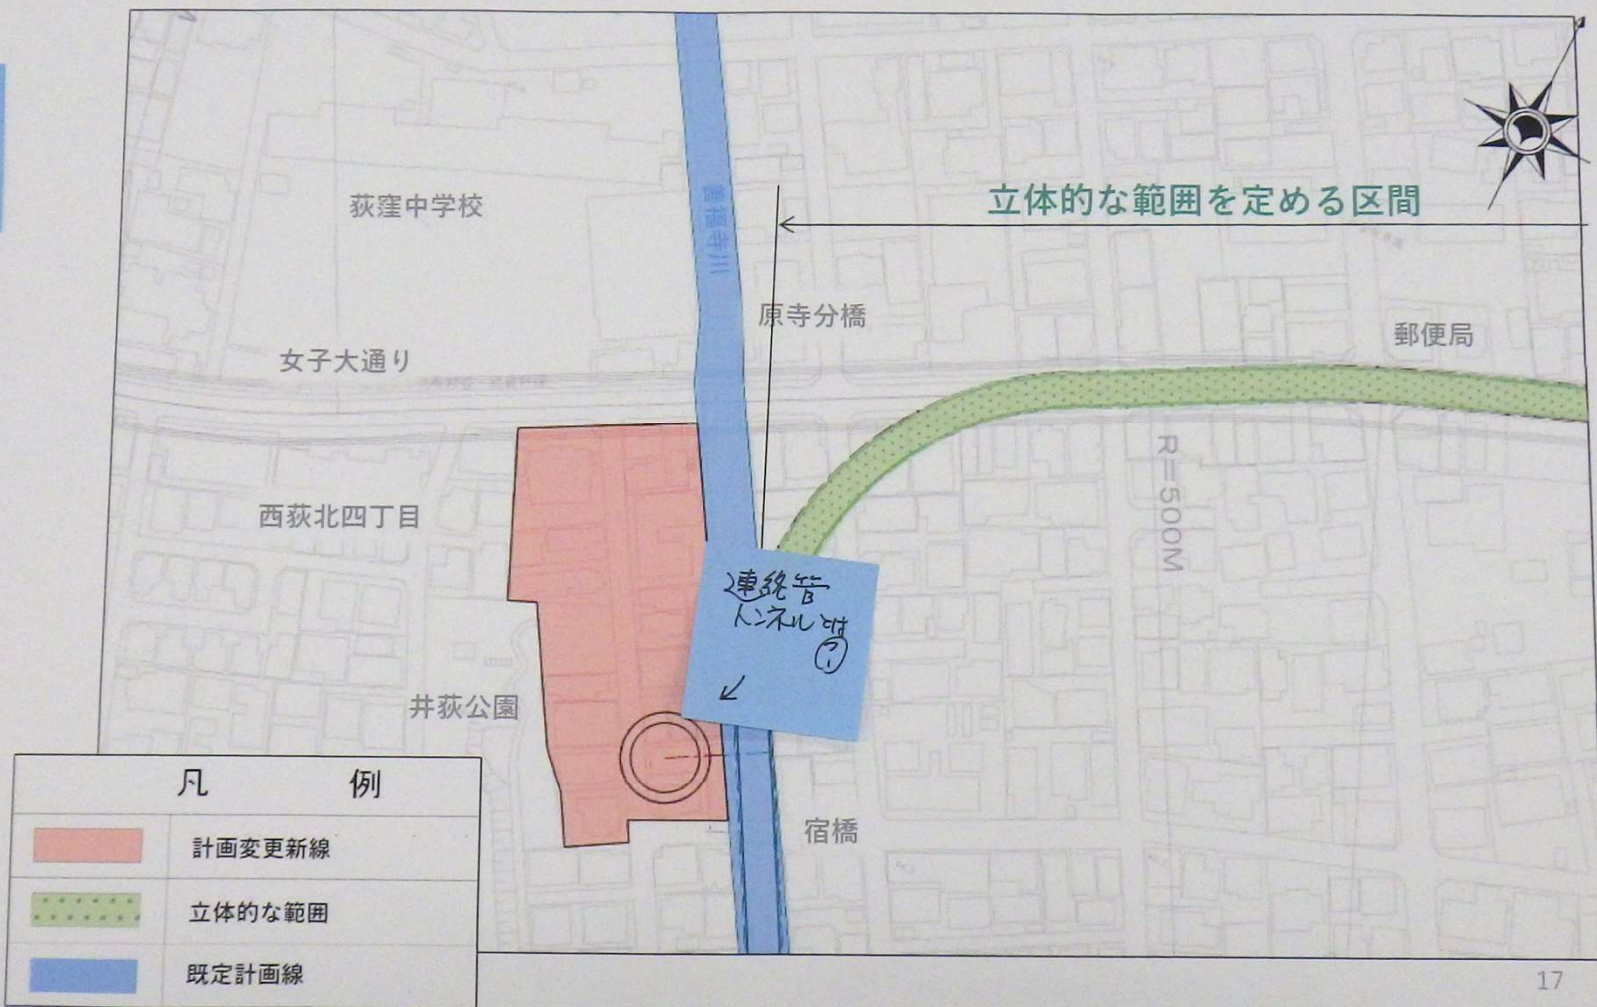 荻窪中学校
善福寺川
立体的な範囲を定める区間
原寺分橋
郵便局
女子大通り
R=500M
西荻北四丁目
連絡管
トンネルとは
?
井荻公園
宿橋
凡 例
計画変更新線
立体的な範囲
既定計画線
17